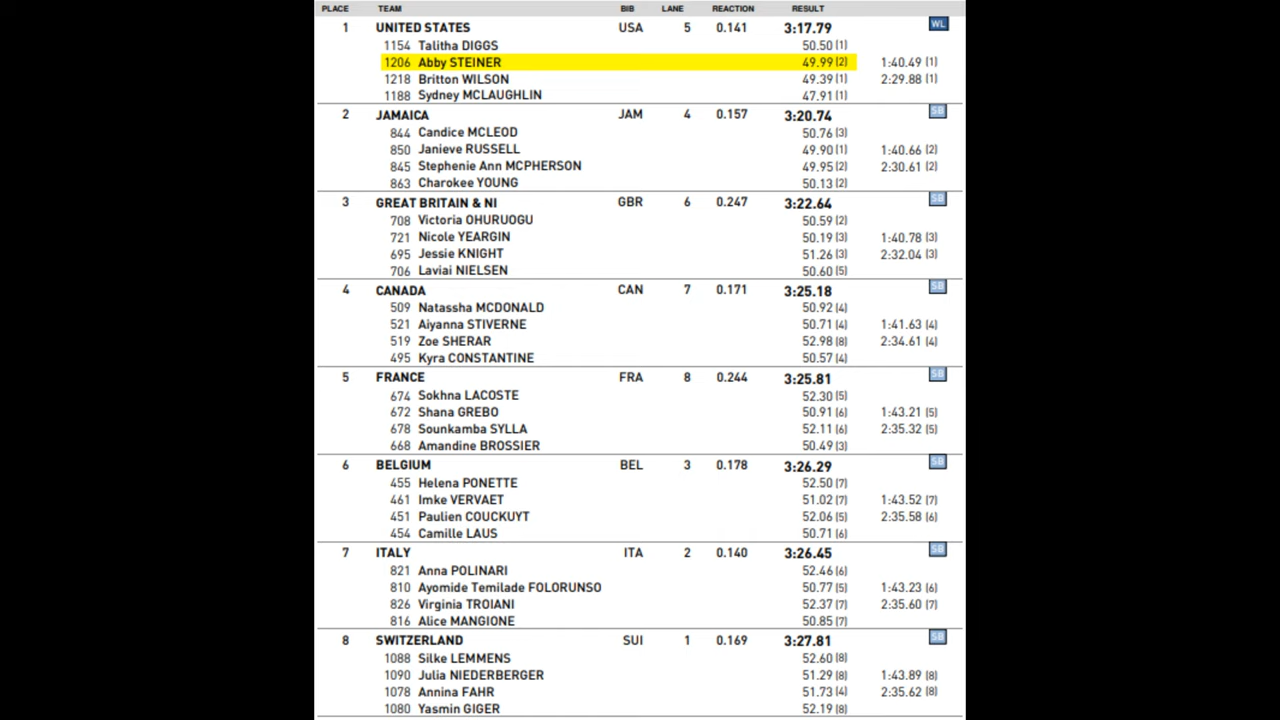 PLACE TEAM BIB LANE REACTION RESULT
1 UNITED STATES USA 5 0.141 3:17.79 WL
1154 Talitha DIGGS 50.50 (1)
1206 Abby STEINER 49.99 (2) 1:40.49 (1)
1218 Britton WILSON 49.39 (1) 2:29.88 (1)
1188 Sydney MCLAUGHLIN 47.91 (1)
2 JAMAICA JAM 4 0.157 3:20.74 SB
844 Candice MCLEOD 50.76 (3)
850 Janieve RUSSELL 49.90 (1) 1:40.66 (2)
845 Stephenie Ann MCPHERSON 49.95 (2) 2:30.61 (2)
863 Charokee YOUNG 50.13 (2)
3 GREAT BRITAIN & NI GBR 6 0.247 3:22.64 SB
708 Victoria OHURUOGU 50.59 (2)
721 Nicole YEARGIN 50.19 (3) 1:40.78 (3)
695 Jessie KNIGHT 51.26 (3) 2:32.04 (3)
706 Laviai NIELSEN 50.60 (5)
4 CANADA CAN 7 0.171 3:25.18 SB
509 Natassha MCDONALD 50.92 (4)
521 Aiyanna STIVERNE 50.71 (4) 1:41.63 (4)
519 Zoe SHERAR 52.98 (8) 2:34.61 (4)
495 Kyra CONSTANTINE 50.57 (4)
5 FRANCE FRA 8 0.244 3:25.81 SB
674 Sokhna LACOSTE 52.30 (5)
672 Shana GREBO 50.91 (6) 1:43.21 (5)
678 Sounkamba SYLLA 52.11 (6) 2:35.32 (5)
668 Amandine BROSSIER 50.49 (3)
6 BELGIUM BEL 3 0.178 3:26.29 SB
455 Helena PONETTE 52.50 (7)
461 Imke VERVAET 51.02 (7) 1:43.52 (7)
451 Paulien COUCKUYT 52.06 (5) 2:35.58 (6)
454 Camille LAUS 50.71 (6)
7 ITALY ITA 2 0.140 3:26.45 SB
821 Anna POLINARI 52.46 (6)
810 Ayomide Temilade FOLORUNSO 50.77 (5) 1:43.23 (6)
826 Virginia TROIANI 52.37 (7) 2:35.60 (7)
816 Alice MANGIONE 50.85 (7)
8 SWITZERLAND SUI 1 0.169 3:27.81 SB
1088 Silke LEMMENS 52.60 (8)
1090 Julia NIEDERBERGER 51.29 (8) 1:43.89 (8)
1078 Annina FAHR 51.73 (4) 2:35.62 (8)
1080 Yasmin GIGER 52.19 (8)